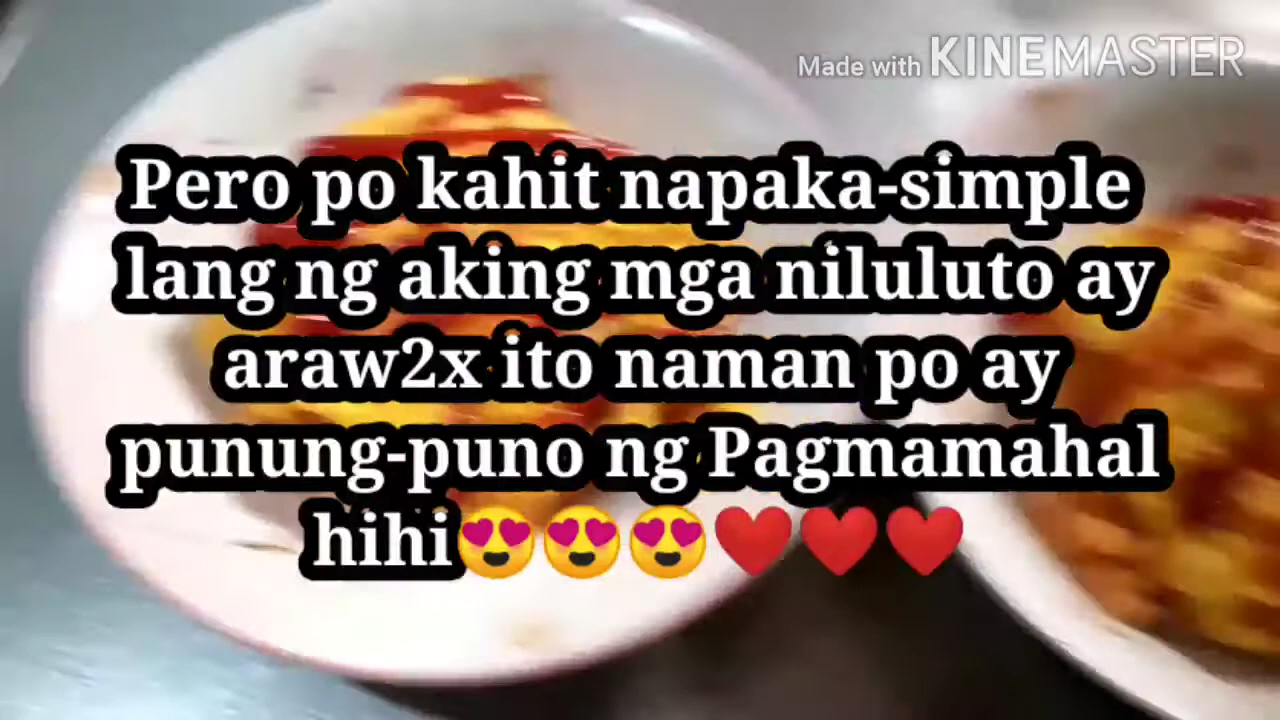 Made with KINEMASTER
Pero po kahit napaka-simple
lang ng aking mga niluluto ay
araw2x ito naman po ay
punung-puno ng Pagmamahal
hihi😍😍😍❤️❤️❤️